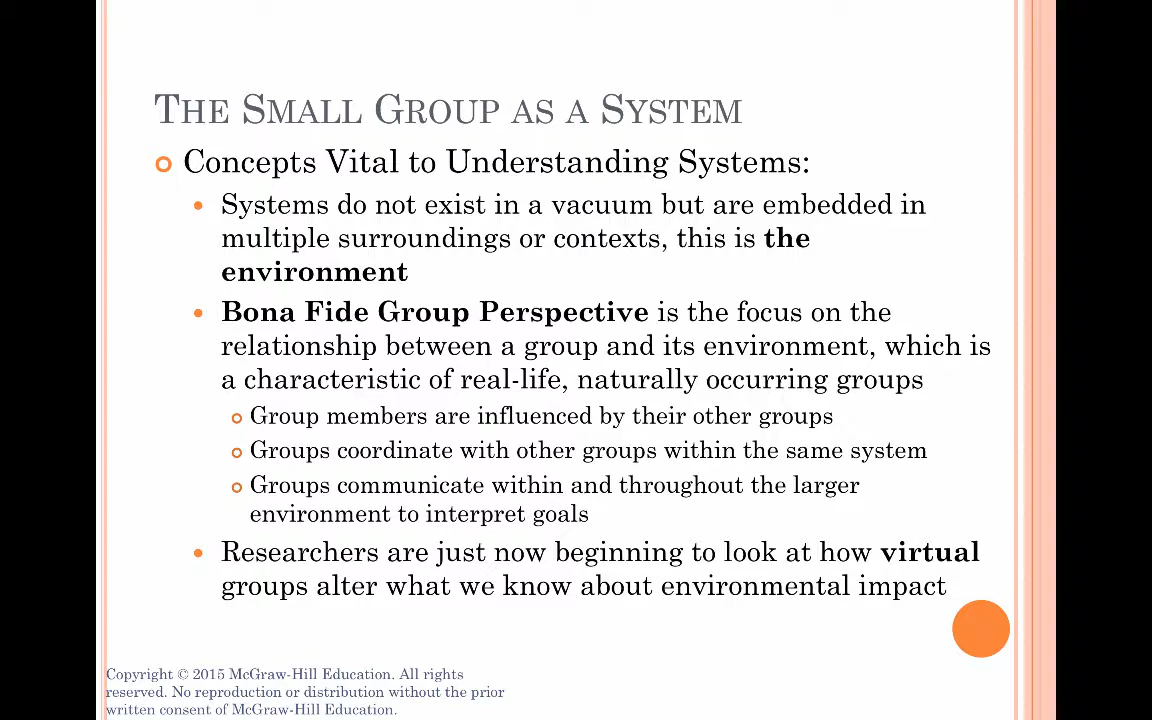 The Small Group as a System
Concepts Vital to Understanding Systems:
Systems do not exist in a vacuum but are embedded in
multiple surroundings or contexts, this is the
environment
Bona Fide Group Perspective is the focus on the
relationship between a group and its environment, which is
a characteristic of real-life, naturally occurring groups
Group members are influenced by their other groups
Groups coordinate with other groups within the same system
Groups communicate within and throughout the larger
environment to interpret goals
Researchers are just now beginning to look at how virtual
groups alter what we know about environmental impact
Copyright © 2015 McGraw-Hill Education. All rights
reserved. No reproduction or distribution without the prior
written consent of McGraw-Hill Education.